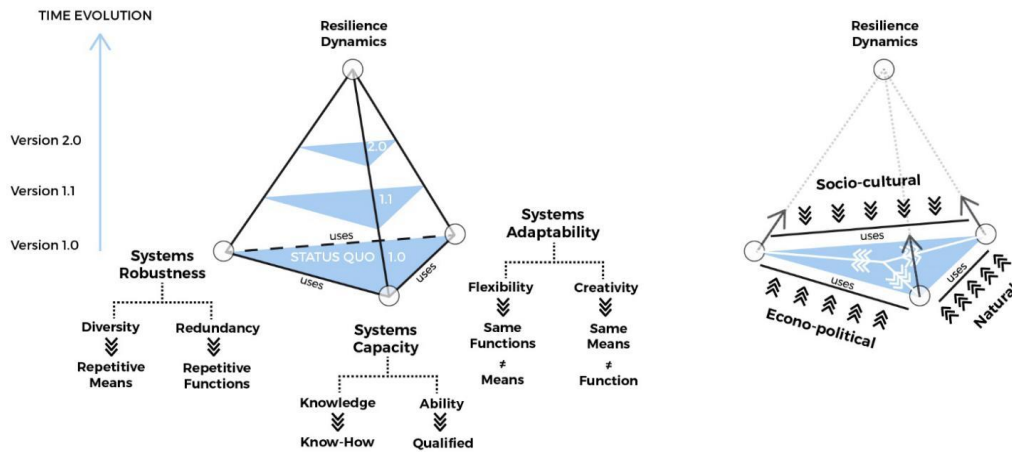 TIME EVOLUTION
Resilience
Dynamics
Version 2.0
2.0
Version 1.1
1.1
Version 1.0
uses
STATUS QUO
1.0
uses
uses
Systems
Robustness
Diversity
Redundancy
Repetitive
Means
Repetitive
Functions
Systems
Capacity
Knowledge
Ability
Know-How
Qualified
Systems
Adaptability
Flexibility
Creativity
Same
Functions
≠
Means
Same
Means
≠
Function
Resilience
Dynamics
Socio-cultural
uses
uses
uses
Econo-political
Natural